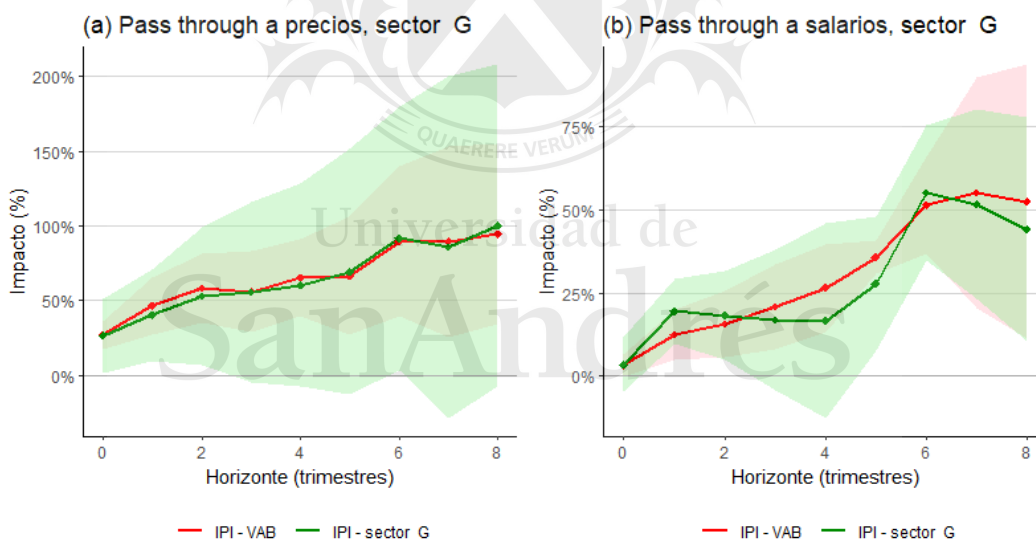 (a) Pass through a precios, sector G
200%
150%
100%
50%
0%
Impacto (%)
0 2 4 6 8
Horizonte (trimestres)
IPI - VAB IPI - sector G
(b) Pass through a salarios, sector G
75%
50%
25%
0%
Impacto (%)
0 2 4 6 8
Horizonte (trimestres)
IPI - VAB IPI - sector G
QUAERERE VERUM
Universidad de
SanAndrés